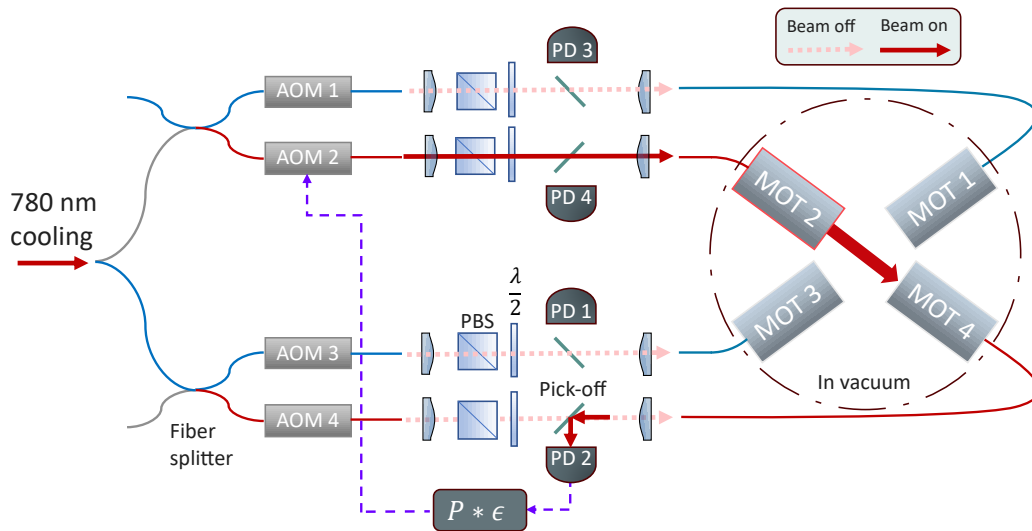 Beam off
Beam on
PD 3
AOM 1
AOM 2
PD 4
MOT 1
MOT 2
780 nm
cooling
λ/2
PBS
PD 1
MOT 3
MOT 4
AOM 3
Pick-off
In vacuum
AOM 4
Fiber
splitter
PD 2
P * ϵ